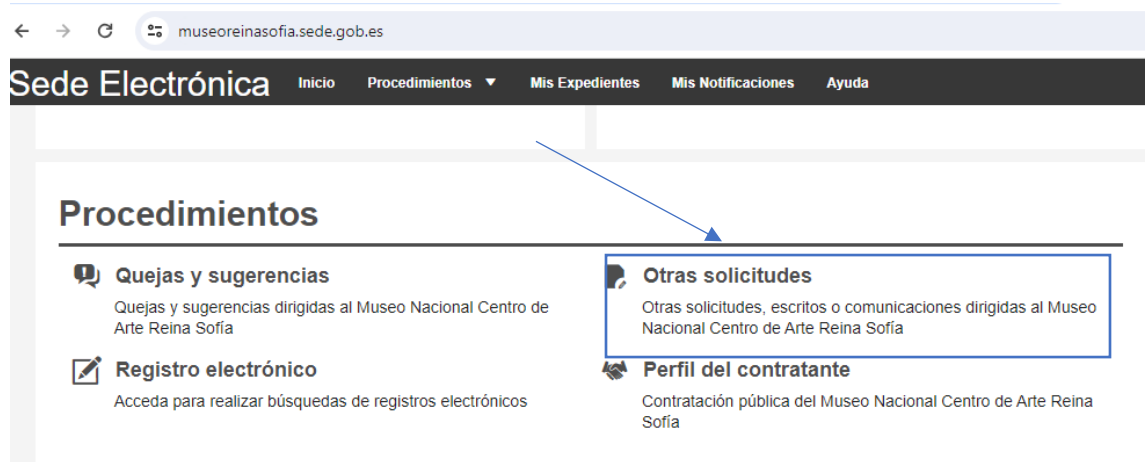 museoreinasofia.sede.gob.es
Sede Electrónica Inicio Procedimientos ▼ Mis Expedientes Mis Notificaciones Ayuda
Procedimientos
Quejas y sugerencias
Quejas y sugerencias dirigidas al Museo Nacional Centro de
Arte Reina Sofía
Otras solicitudes
Otras solicitudes, escritos o comunicaciones dirigidas al Museo
Nacional Centro de Arte Reina Sofía
Registro electrónico
Acceda para realizar búsquedas de registros electrónicos
Perfil del contratante
Contratación pública del Museo Nacional Centro de Arte Reina
Sofía